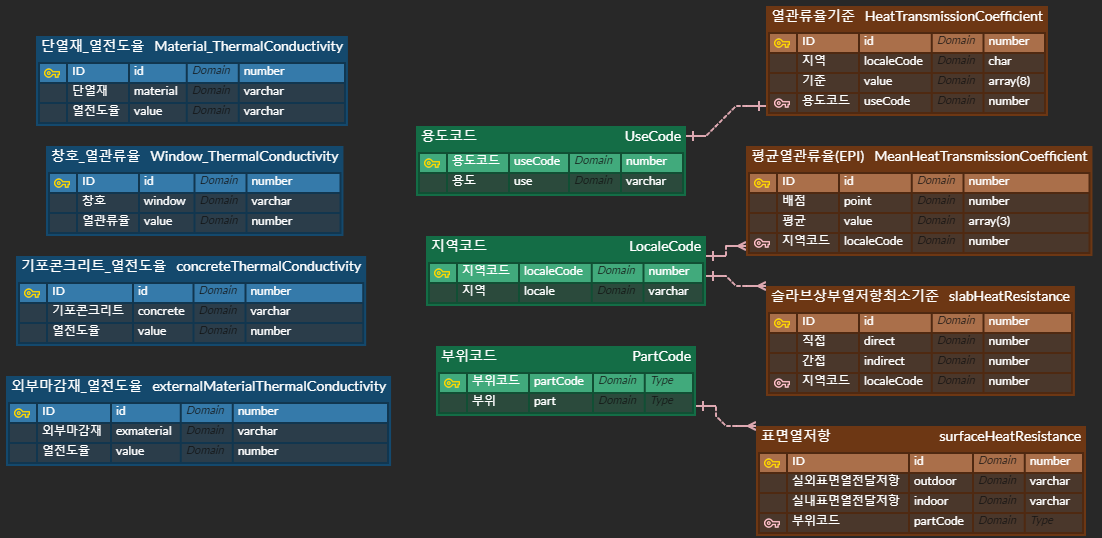 단열재_열전도율 Material_ThermalConductivity
ID id Domain number
단열재 material Domain varchar
열전도율 value Domain varchar
창호_열관류율 Window_ThermalConductivity
ID id Domain number
창호 window Domain varchar
열관류율 value Domain number
기포콘크리트_열전도율 concreteThermalConductivity
ID id Domain number
기포콘크리트 concrete Domain varchar
열전도율 value Domain number
외부마감재_열전도율 externalMaterialThermalConductivity
ID id Domain number
외부마감재 exmaterial Domain varchar
열전도율 value Domain number
용도코드 UseCode
용도코드 useCode Domain number
용도 use Domain varchar
지역코드 LocaleCode
지역코드 localeCode Domain number
지역 locale Domain varchar
부위코드 PartCode
부위코드 partCode Domain Type
부위 part Domain Type
열관류율기준 HeatTransmissionCoefficient
ID id Domain number
지역 localeCode Domain char
기준 value Domain array(8)
용도코드 useCode Domain number
평균열관류율(EPI) MeanHeatTransmissionCoefficient
ID id Domain number
배점 point Domain number
평균 value Domain array(3)
지역코드 localeCode Domain number
슬라브상부열저항최소기준 slabHeatResistance
ID id Domain number
직접 direct Domain number
간접 indirect Domain number
지역코드 localeCode Domain number
표면열저항 surfaceHeatResistance
ID id Domain number
실외표면열전달저항 outdoor Domain varchar
실내표면열전달저항 indoor Domain varchar
부위코드 partCode Domain Type